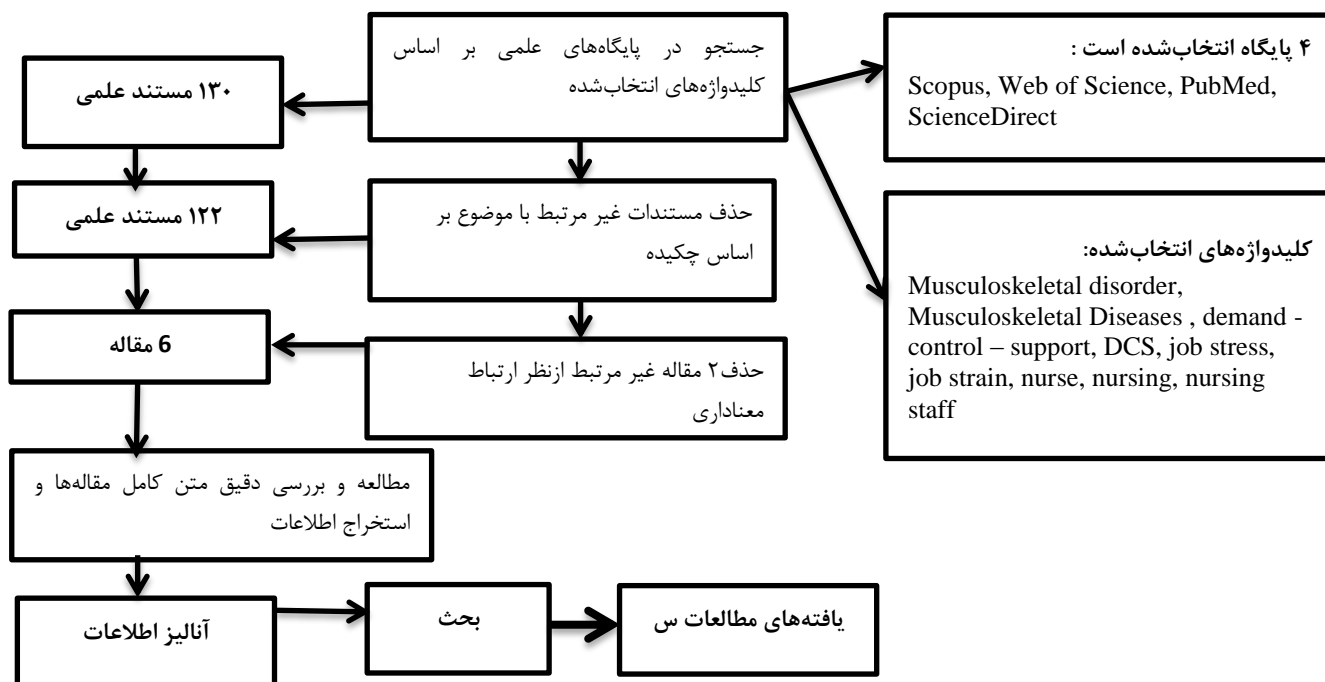 جستجو در پایگاه‌های علمی بر اساس
کلیدواژه‌های انتخاب‌شده
۴ پایگاه انتخاب‌شده است :
Scopus, Web of Science, PubMed,
ScienceDirect
کلیدواژه‌های انتخاب‌شده:
Musculoskeletal disorder,
Musculoskeletal Diseases , demand -
control – support, DCS, job stress,
job strain, nurse, nursing, nursing
staff
۱۳۰ مستند علمی
حذف مستندات غیر مرتبط با موضوع بر
اساس چکیده
۱۲۲ مستند علمی
حذف۲ مقاله غیر مرتبط ازنظر ارتباط
معناداری
6 مقاله
مطالعه و بررسی دقیق متن کامل مقاله‌ها و
استخراج اطلاعات
آنالیز اطلاعات
بحث
یافته‌های مطالعات س